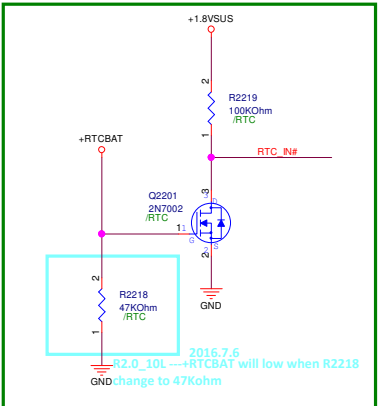 +1.8VSUS
2
R2219
100KOhm
/RTC
1
+RTCBAT
RTC_IN#
3
D
Q2201
2N7002
/RTC
1
1
G
S
2
2
2
R2218
47KOhm
/RTC
1
GND
GND
2016.7.6
R2.0_10L --->+RTCBAT will low when R2218
change to 47Kohm